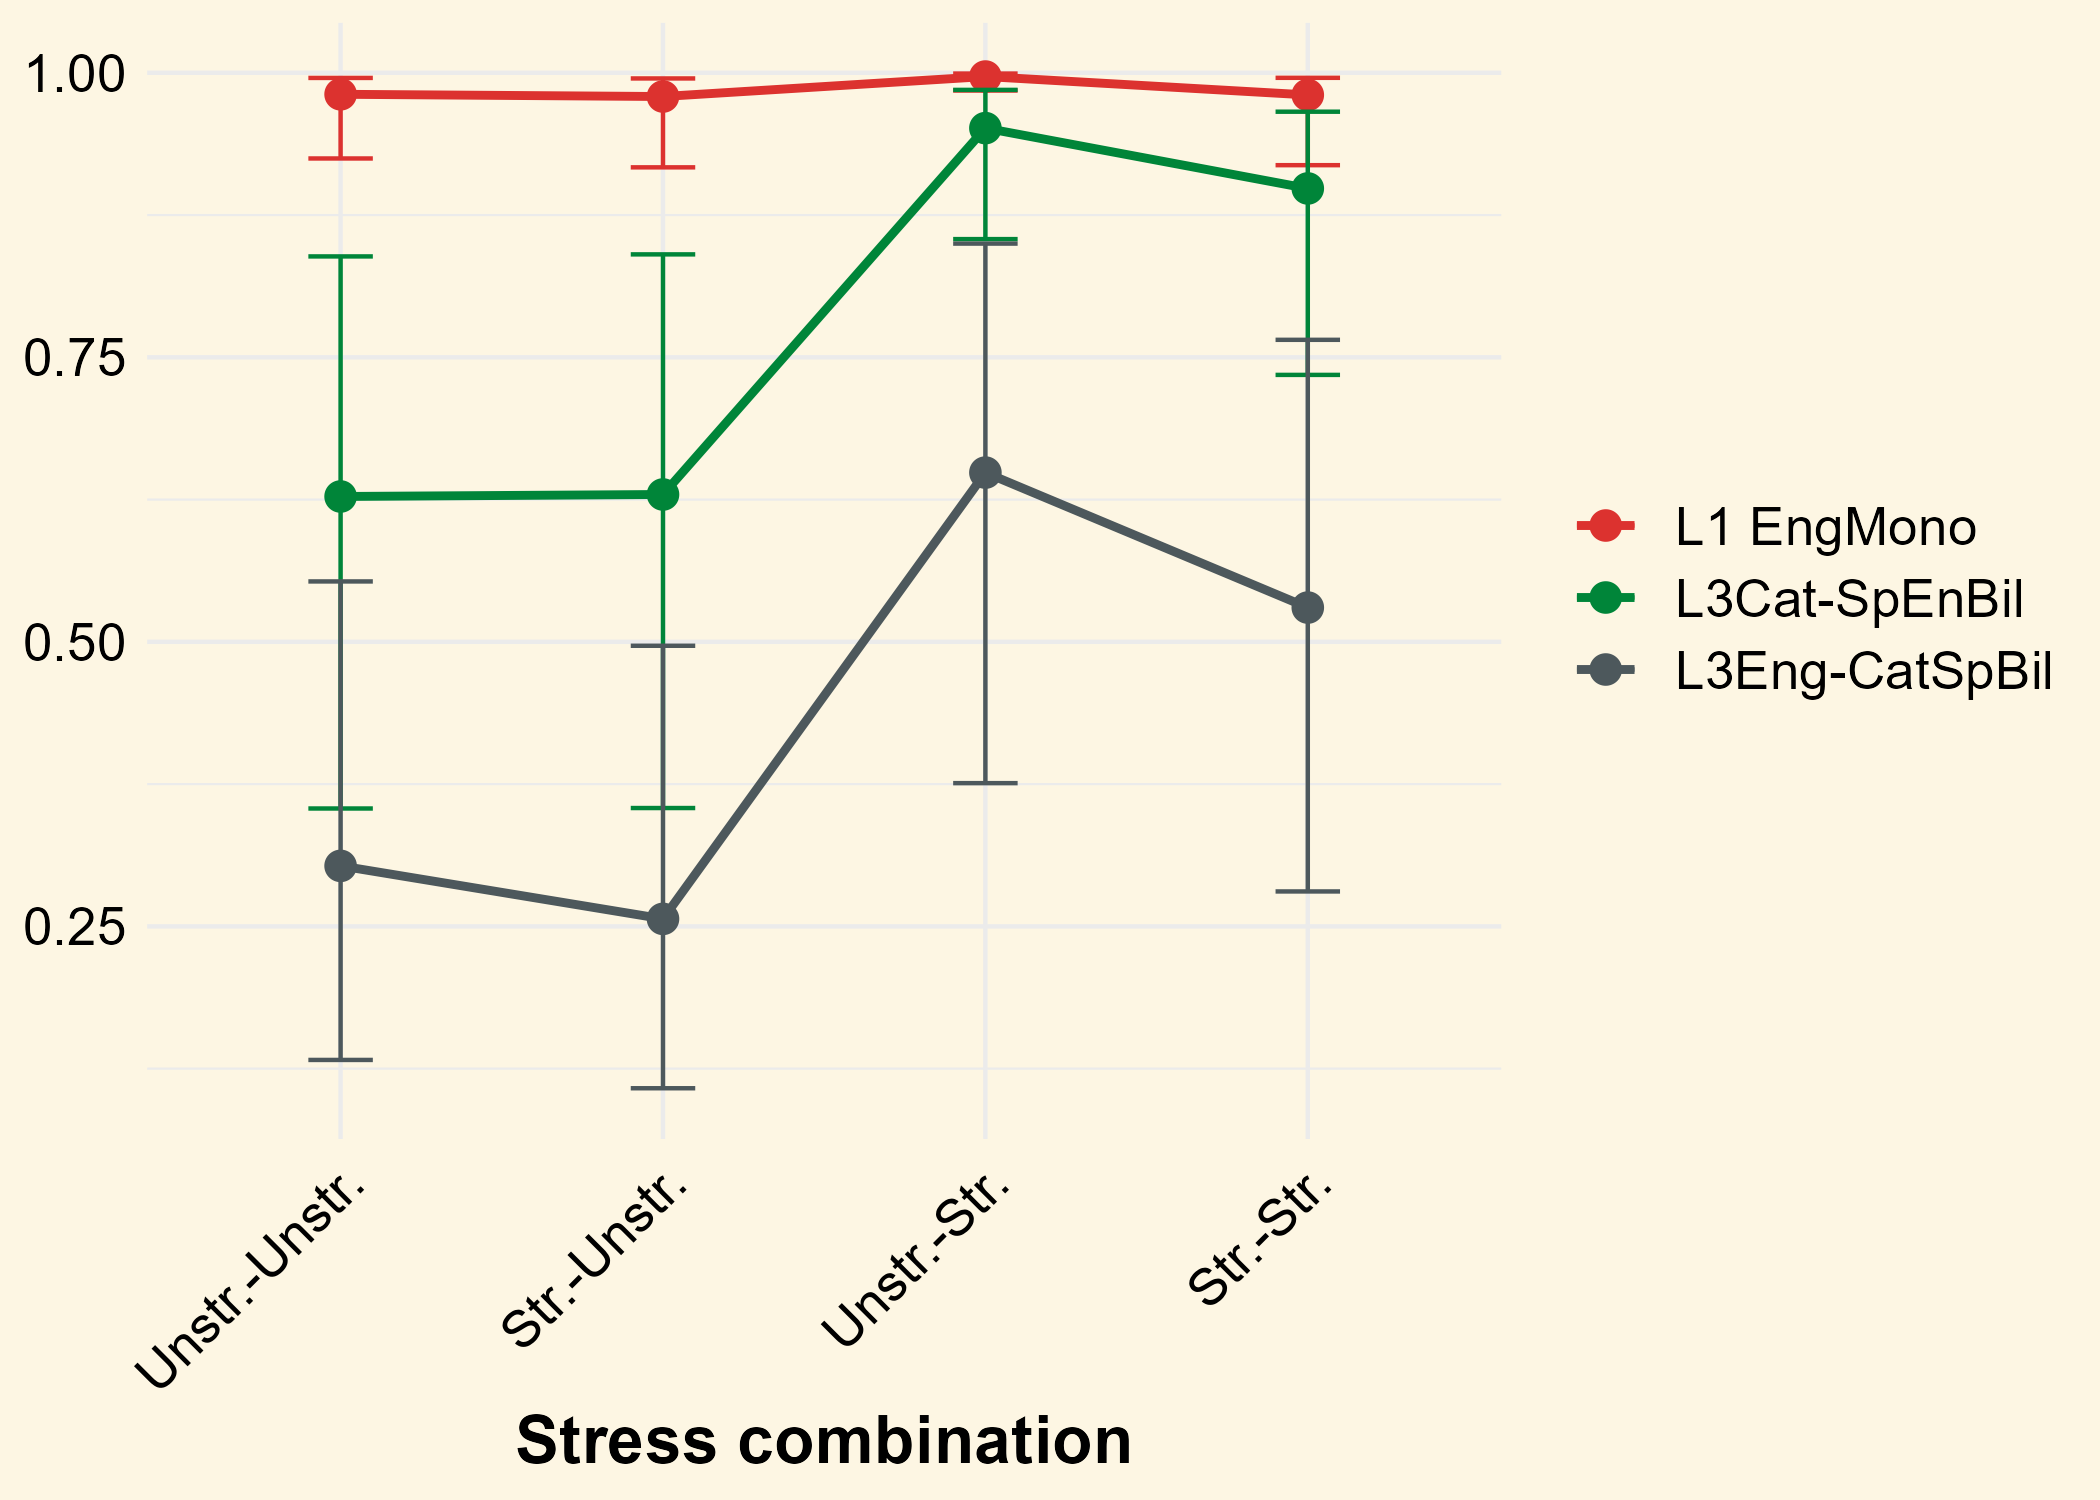 1.00
0.75
0.50
0.25
Unstr.-Unstr.
Str.-Unstr.
Unstr.-Str.
Str.-Str.
Stress combination
L1 EngMono
L3Cat-SpEnBil
L3Eng-CatSpBil